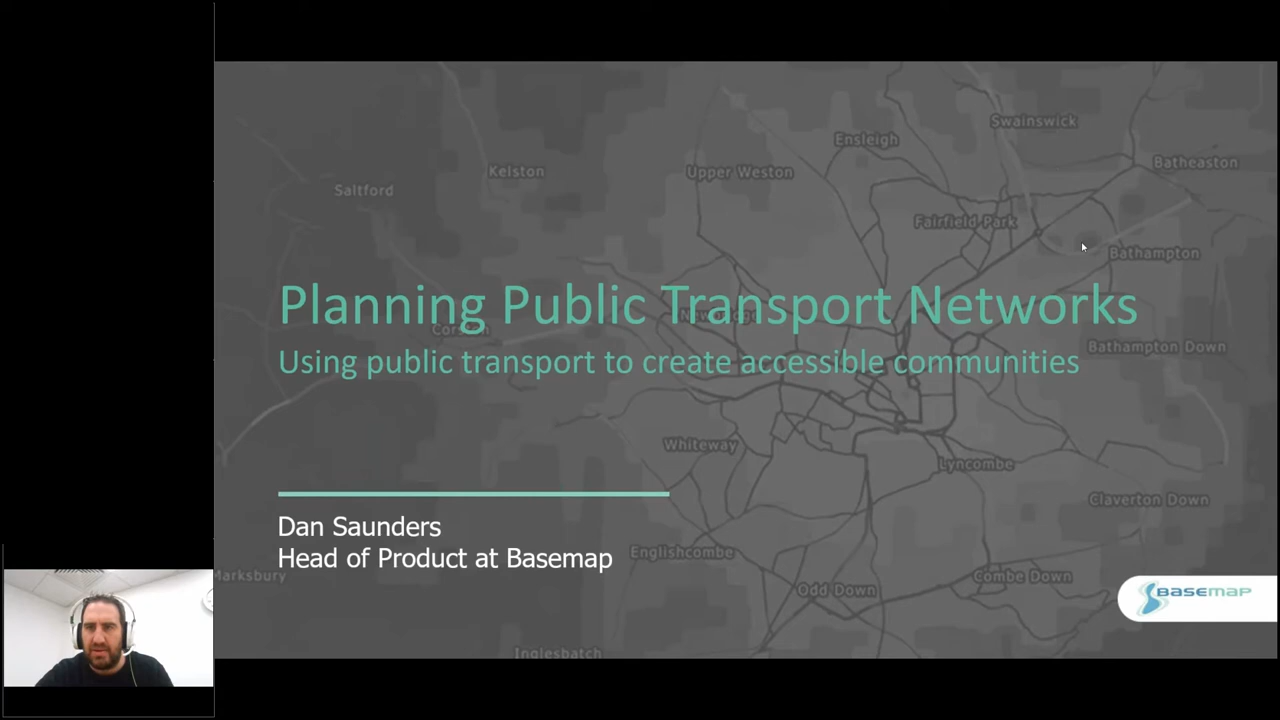 Swainswick
Ensleigh
Batheaston
Kelston
Upper Weston
Saltford
Fairfield Park
Bathampton
Planning Public Transport Networks
Corston
Using public transport to create accessible communities
Bathampton Down
Whiteway
Lyncombe
Claverton Down
Dan Saunders
Head of Product at Basemap
Englishcombe
Marksbury
Combe Down
Odd Down
BASEMAP
Inglesbatch